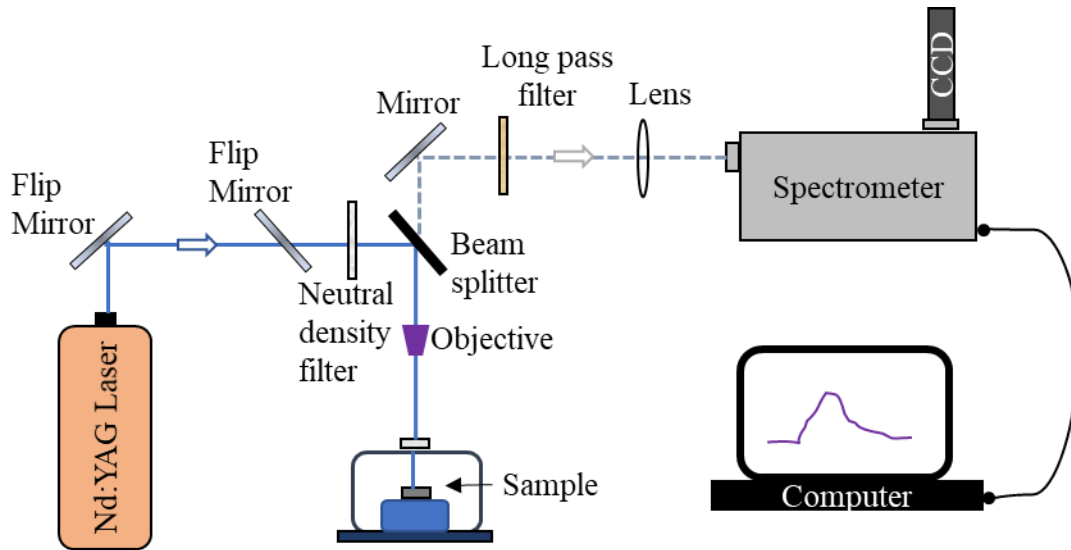 CCD
Long pass
filter
Lens
Mirror
Flip
Mirror
Flip
Mirror
Spectrometer
Beam
splitter
Neutral
density
filter
Objective
Nd:YAG Laser
Sample
Computer